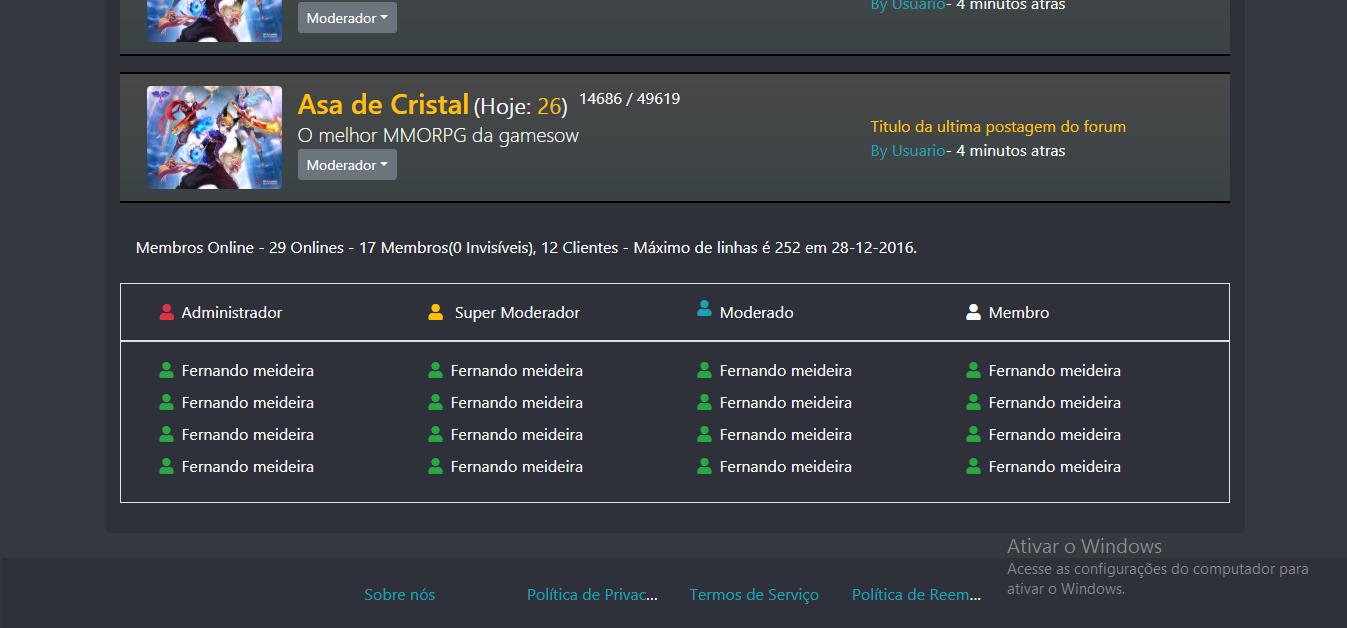 Moderador
By Usuario- 4 minutos atras
Asa de Cristal (Hoje: 26) 14686 / 49619
O melhor MMORPG da gamesow
Moderador
Titulo da ultima postagem do forum
By Usuario- 4 minutos atras
Membros Online - 29 Onlines - 17 Membros(0 Invisíveis), 12 Clientes - Máximo de linhas é 252 em 28-12-2016.
Administrador Super Moderador Moderado Membro
Fernando meideira Fernando meideira Fernando meideira Fernando meideira
Fernando meideira Fernando meideira Fernando meideira Fernando meideira
Fernando meideira Fernando meideira Fernando meideira Fernando meideira
Fernando meideira Fernando meideira Fernando meideira Fernando meideira
Ativar o Windows
Acesse as configurações do computador para
ativar o Windows.
Sobre nós Política de Privac... Termos de Serviço Política de Reem...